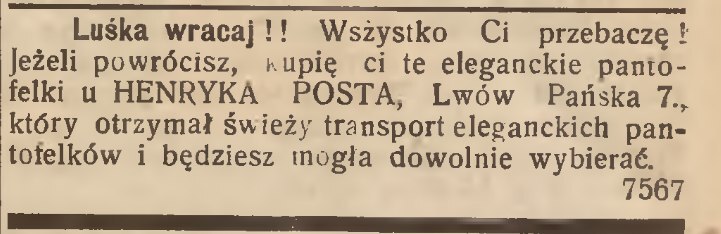 Luśka wracaj!! Wszystko Ci przebaczę!
Jeżeli powrócisz, kupię ci te eleganckie panto-
felki u HENRYKA POSTA, Lwów Pańska 7.,
który otrzymał świeży transport eleganckich pan-
tofelków i będziesz mogła dowolnie wybierać.
7567